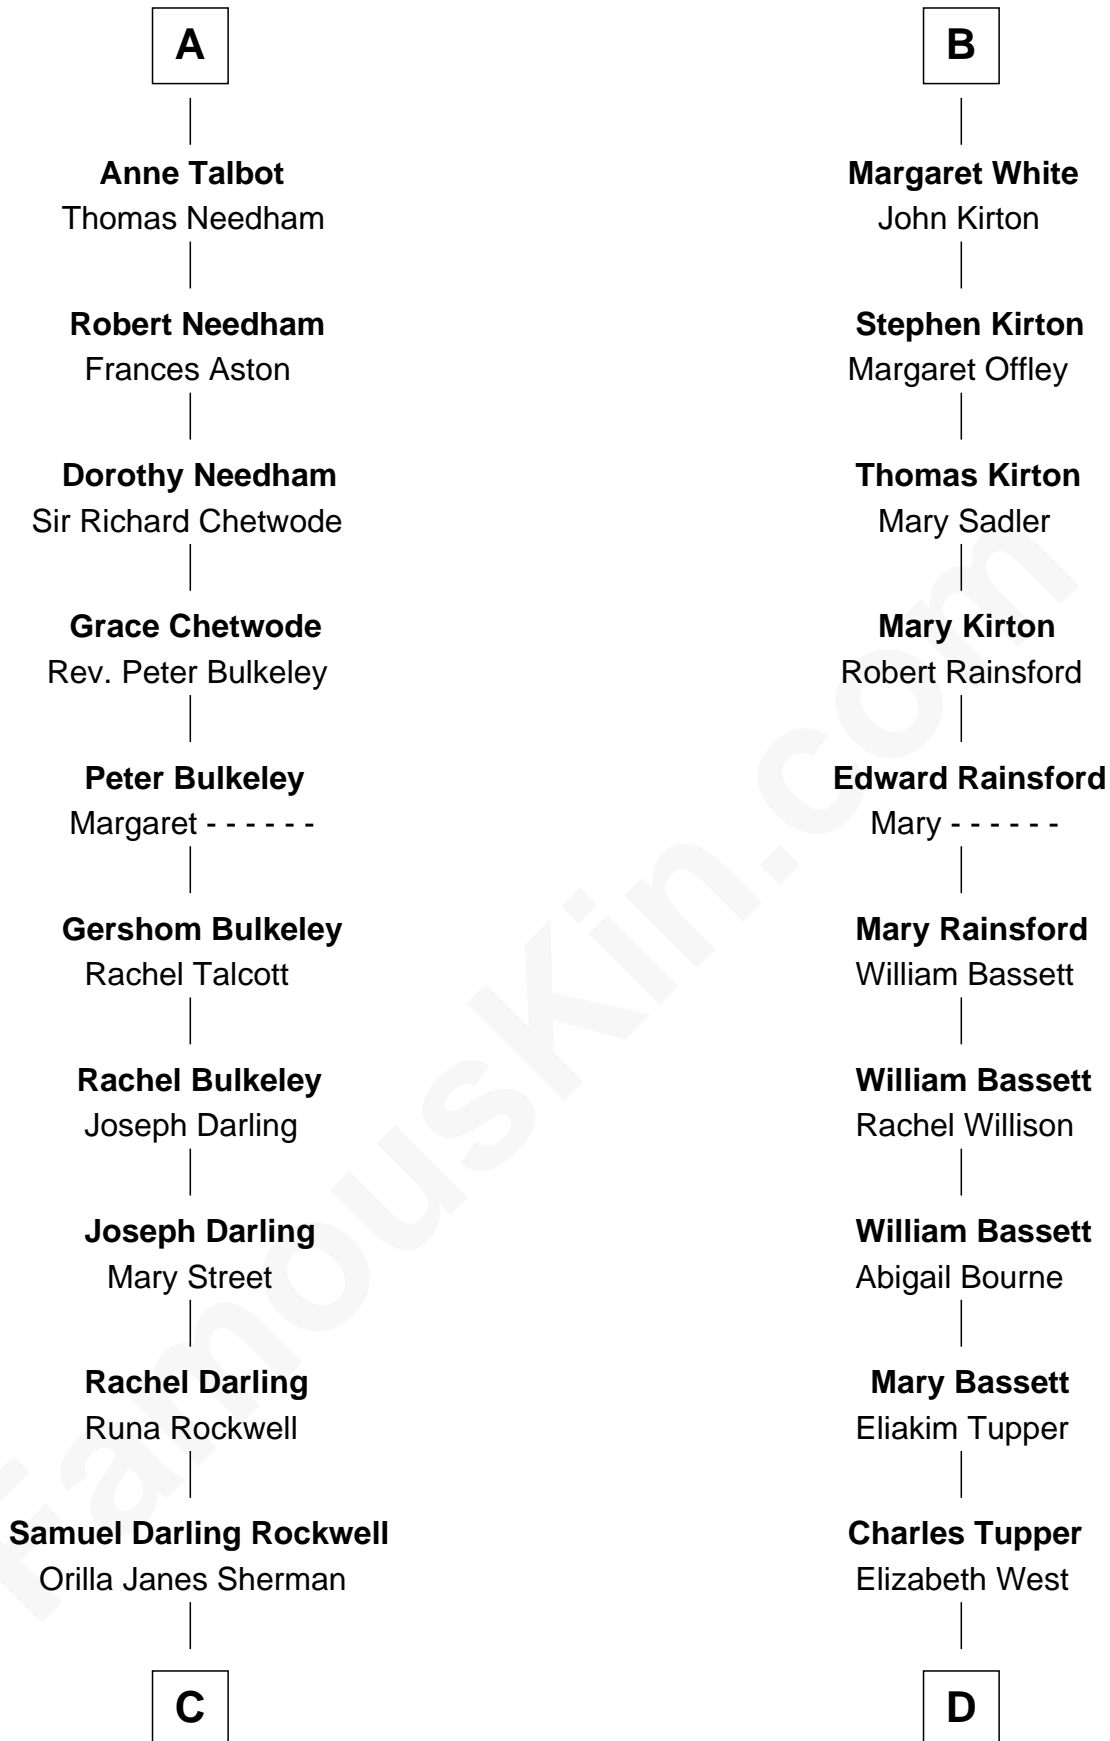 A
Anne Talbot
Thomas Needham
Robert Needham
Frances Aston
Dorothy Needham
Sir Richard Chetwode
Grace Chetwode
Rev. Peter Bulkeley
Peter Bulkeley
Margaret - - - - - -
Gershom Bulkeley
Rachel Talcott
Rachel Bulkeley
Joseph Darling
Joseph Darling
Mary Street
Rachel Darling
Runa Rockwell
Samuel Darling Rockwell
Orilla Janes Sherman
C
B
Margaret White
John Kirton
Stephen Kirton
Margaret Offley
Thomas Kirton
Mary Sadler
Mary Kirton
Robert Rainsford
Edward Rainsford
Mary - - - - - -
Mary Rainsford
William Bassett
William Bassett
Rachel Willison
William Bassett
Abigail Bourne
Mary Bassett
Eliakim Tupper
Charles Tupper
Elizabeth West
D
FamousKin.com